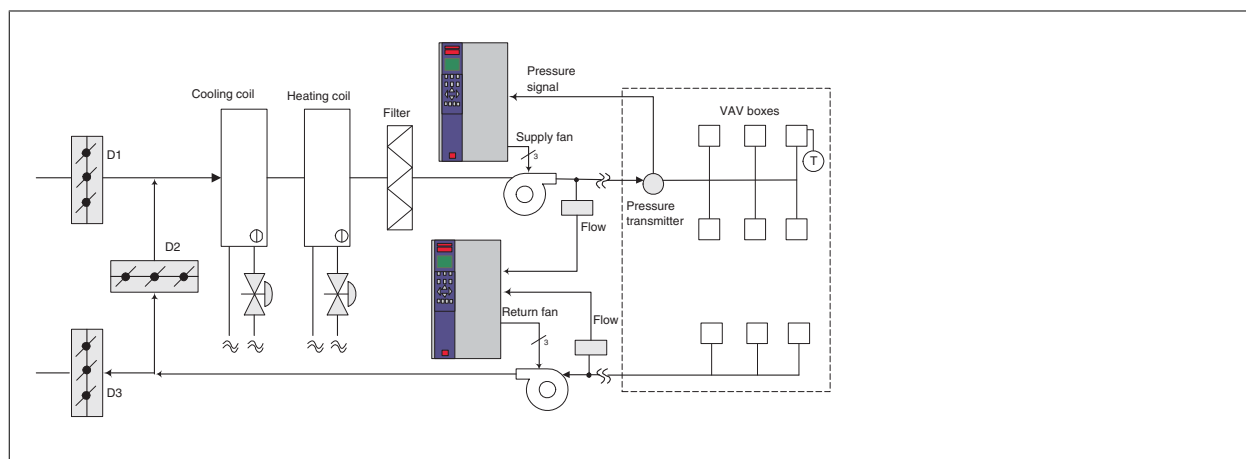 Cooling coil
Heating coil
Filter
Pressure
signal
VAV boxes
D1
Supply fan
3
T
Pressure
transmitter
Flow
D2
Return fan
3
Flow
D3